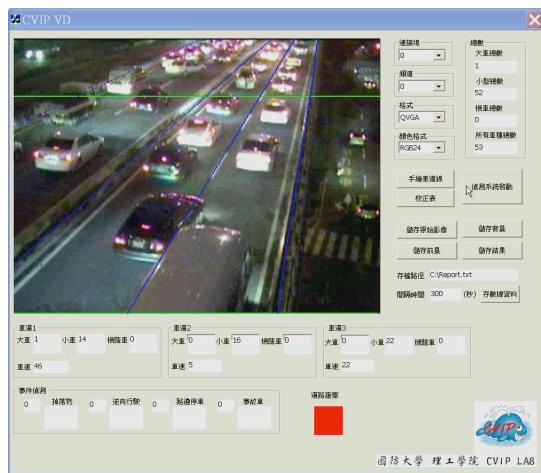 CVIP VD
連接埠
0
頻道
0
格式
QVGA
顏色格式
RGB24
總數
大車總數
1
小型總數
52
機車總數
0
所有車種總數
53
手繪車道線
校正表
偵測系統啟動
儲存原始影像
儲存背景
儲存前景
儲存結果
存檔路徑 C:\Report.txt
間隔時間 300 (秒) 存數據資料
車道1
大車 1 小車 14 機踏車 0
車速 46
車道2
大車 0 小車 16 機踏車 0
車速 5
車道3
大車 0 小車 22 機踏車 0
車速 22
事件偵測
0 掉落物 0 逆向行駛 0 路邊停車 0 事故車
道路壅塞
CVIP
國防大學 理工學院 CVIP LAB